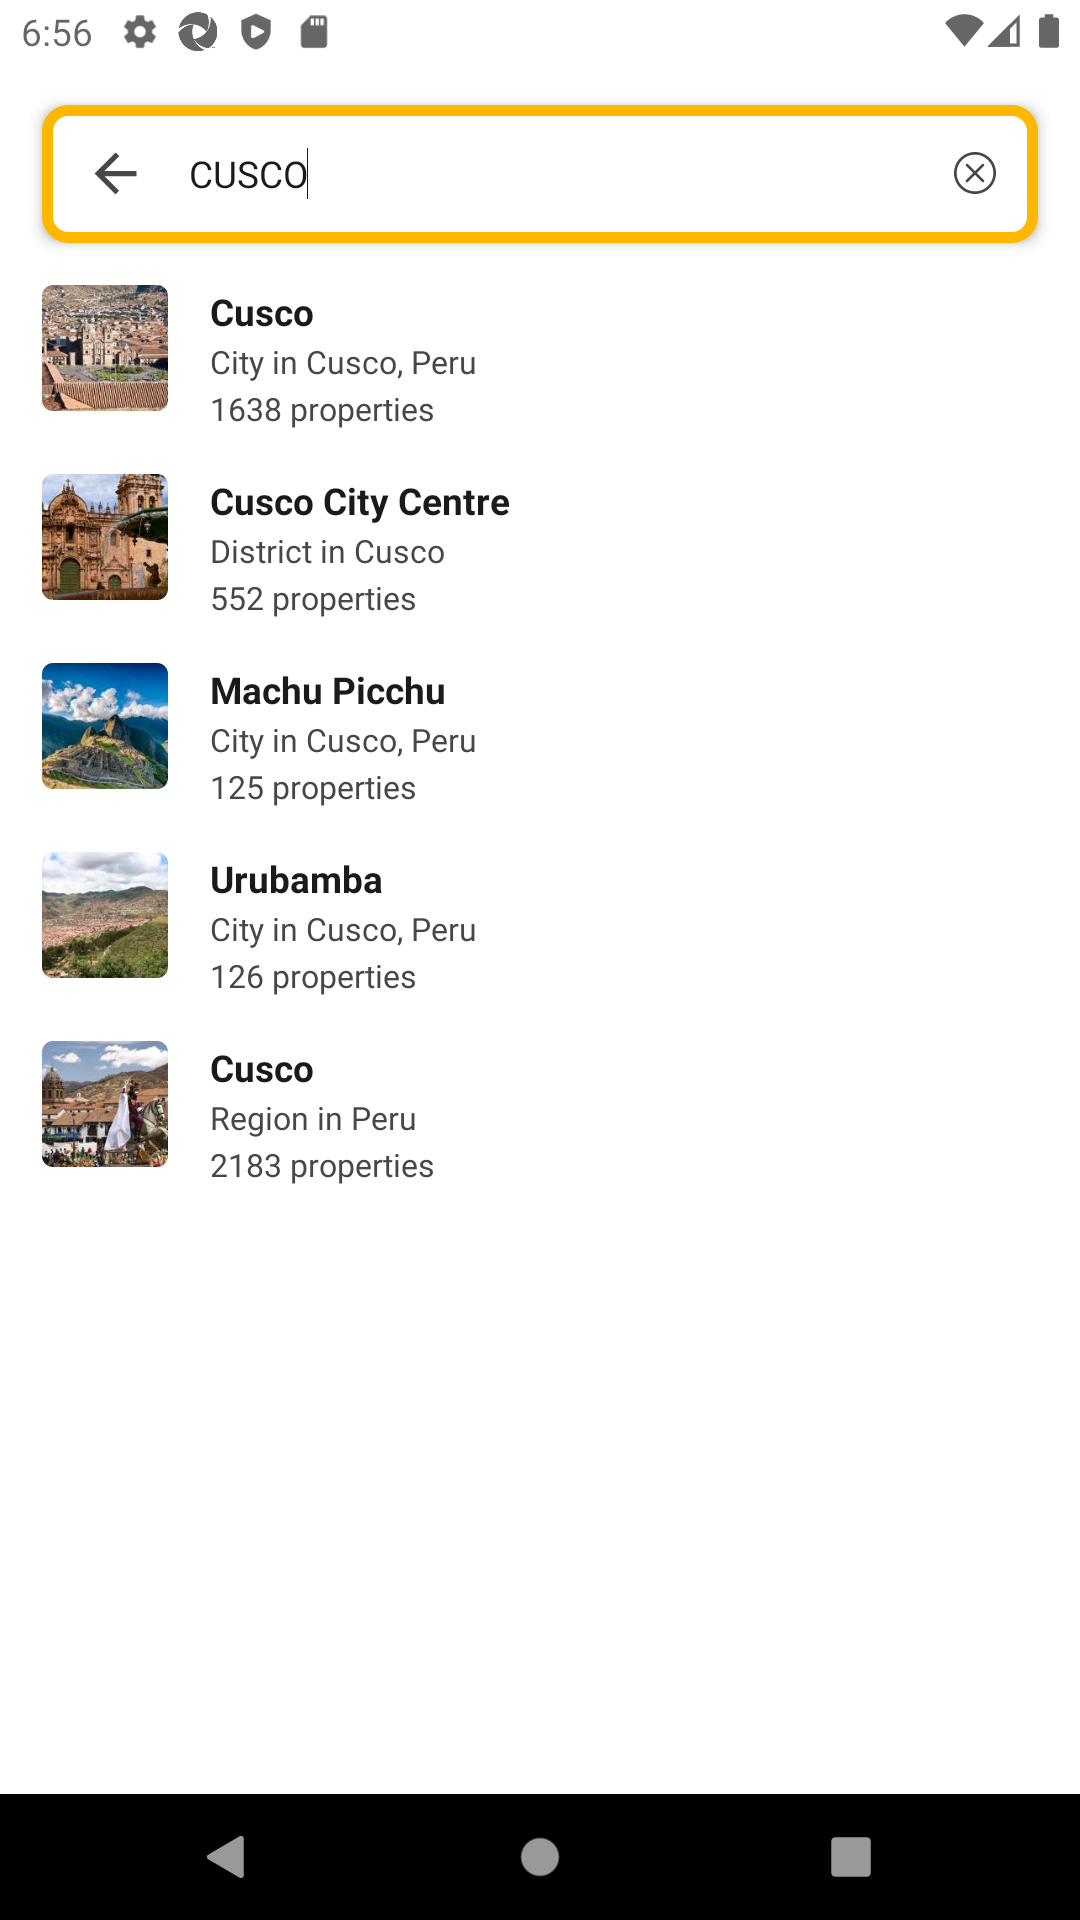 6:56
CUSCO
Cusco
City in Cusco, Peru
1638 properties
Cusco City Centre
District in Cusco
552 properties
Machu Picchu
City in Cusco, Peru
125 properties
Urubamba
City in Cusco, Peru
126 properties
Cusco
Region in Peru
2183 properties